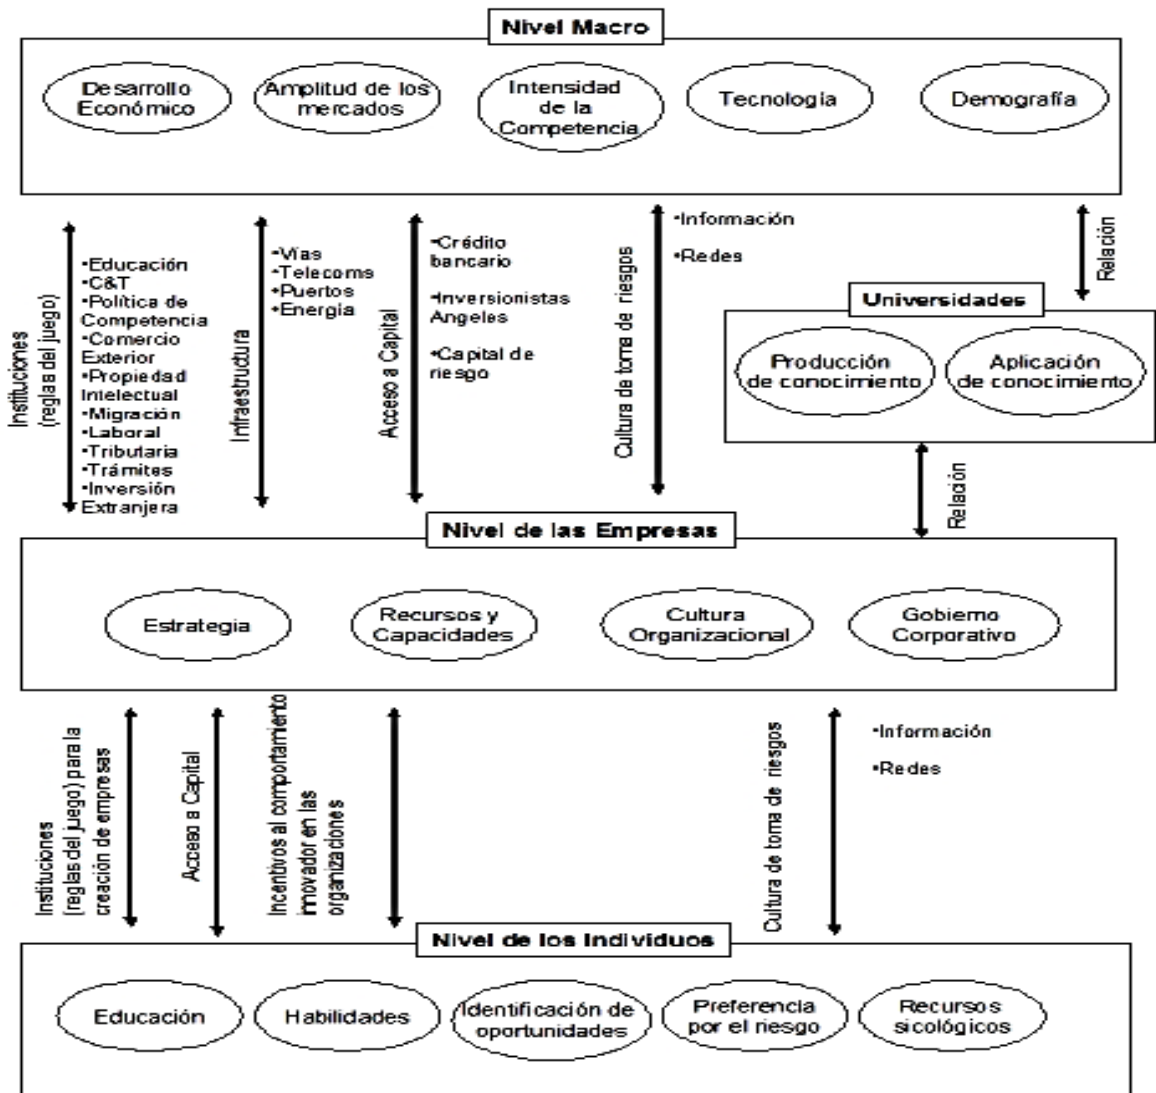 Nivel Macro
Desarrollo
Económico
Amplitud de los
mercados
Intensidad
de la
Competencia
Tecnología
Demografía
Instituciones
(reglas del juego)
•Educación
•C&T
•Política de
Competencia
•Comercio
Exterior
•Propiedad
Intelectual
•Migración
•Laboral
•Tributaria
•Trámites
•Inversión
Extranjera
Infraestructura
•Vías
•Telecoms
•Puertos
•Energía
Acceso a Capital
•Crédito
bancario
•Inversionistas
Angeles
•Capital de
riesgo
Cultura de toma de riesgos
•Información
•Redes
Relación
Universidades
Producción
de conocimiento
Aplicación
de conocimiento
Relación
Nivel de las Empresas
Estrategia
Recursos y
Capacidades
Cultura
Organizacional
Gobierno
Corporativo
Instituciones
(reglas del juego) para la
creación de empresas
Acceso a Capital
Incentivos al comportamiento
innovador en las
organizaciones
Cultura de toma de riesgos
•Información
•Redes
Nivel de los Individuos
Educación
Habilidades
Identificación de
oportunidades
Preferencia
por el riesgo
Recursos
sicológicos